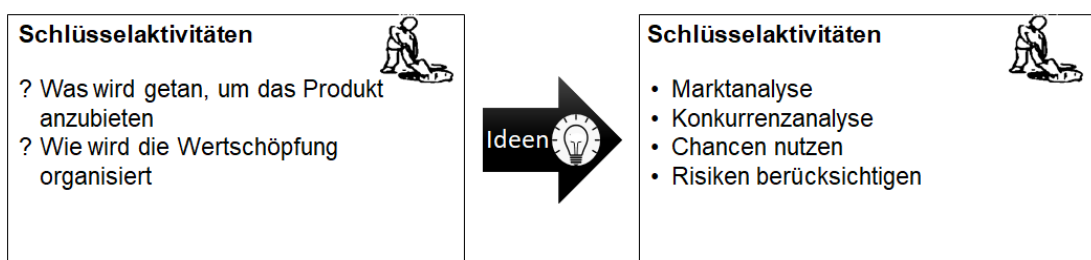 Schlüsselaktivitäten
? Was wird getan, um das Produkt
anzubieten
? Wie wird die Wertschöpfung
organisiert
Ideen
Schlüsselaktivitäten
• Marktanalyse
• Konkurrenzanalyse
• Chancen nutzen
• Risiken berücksichtigen